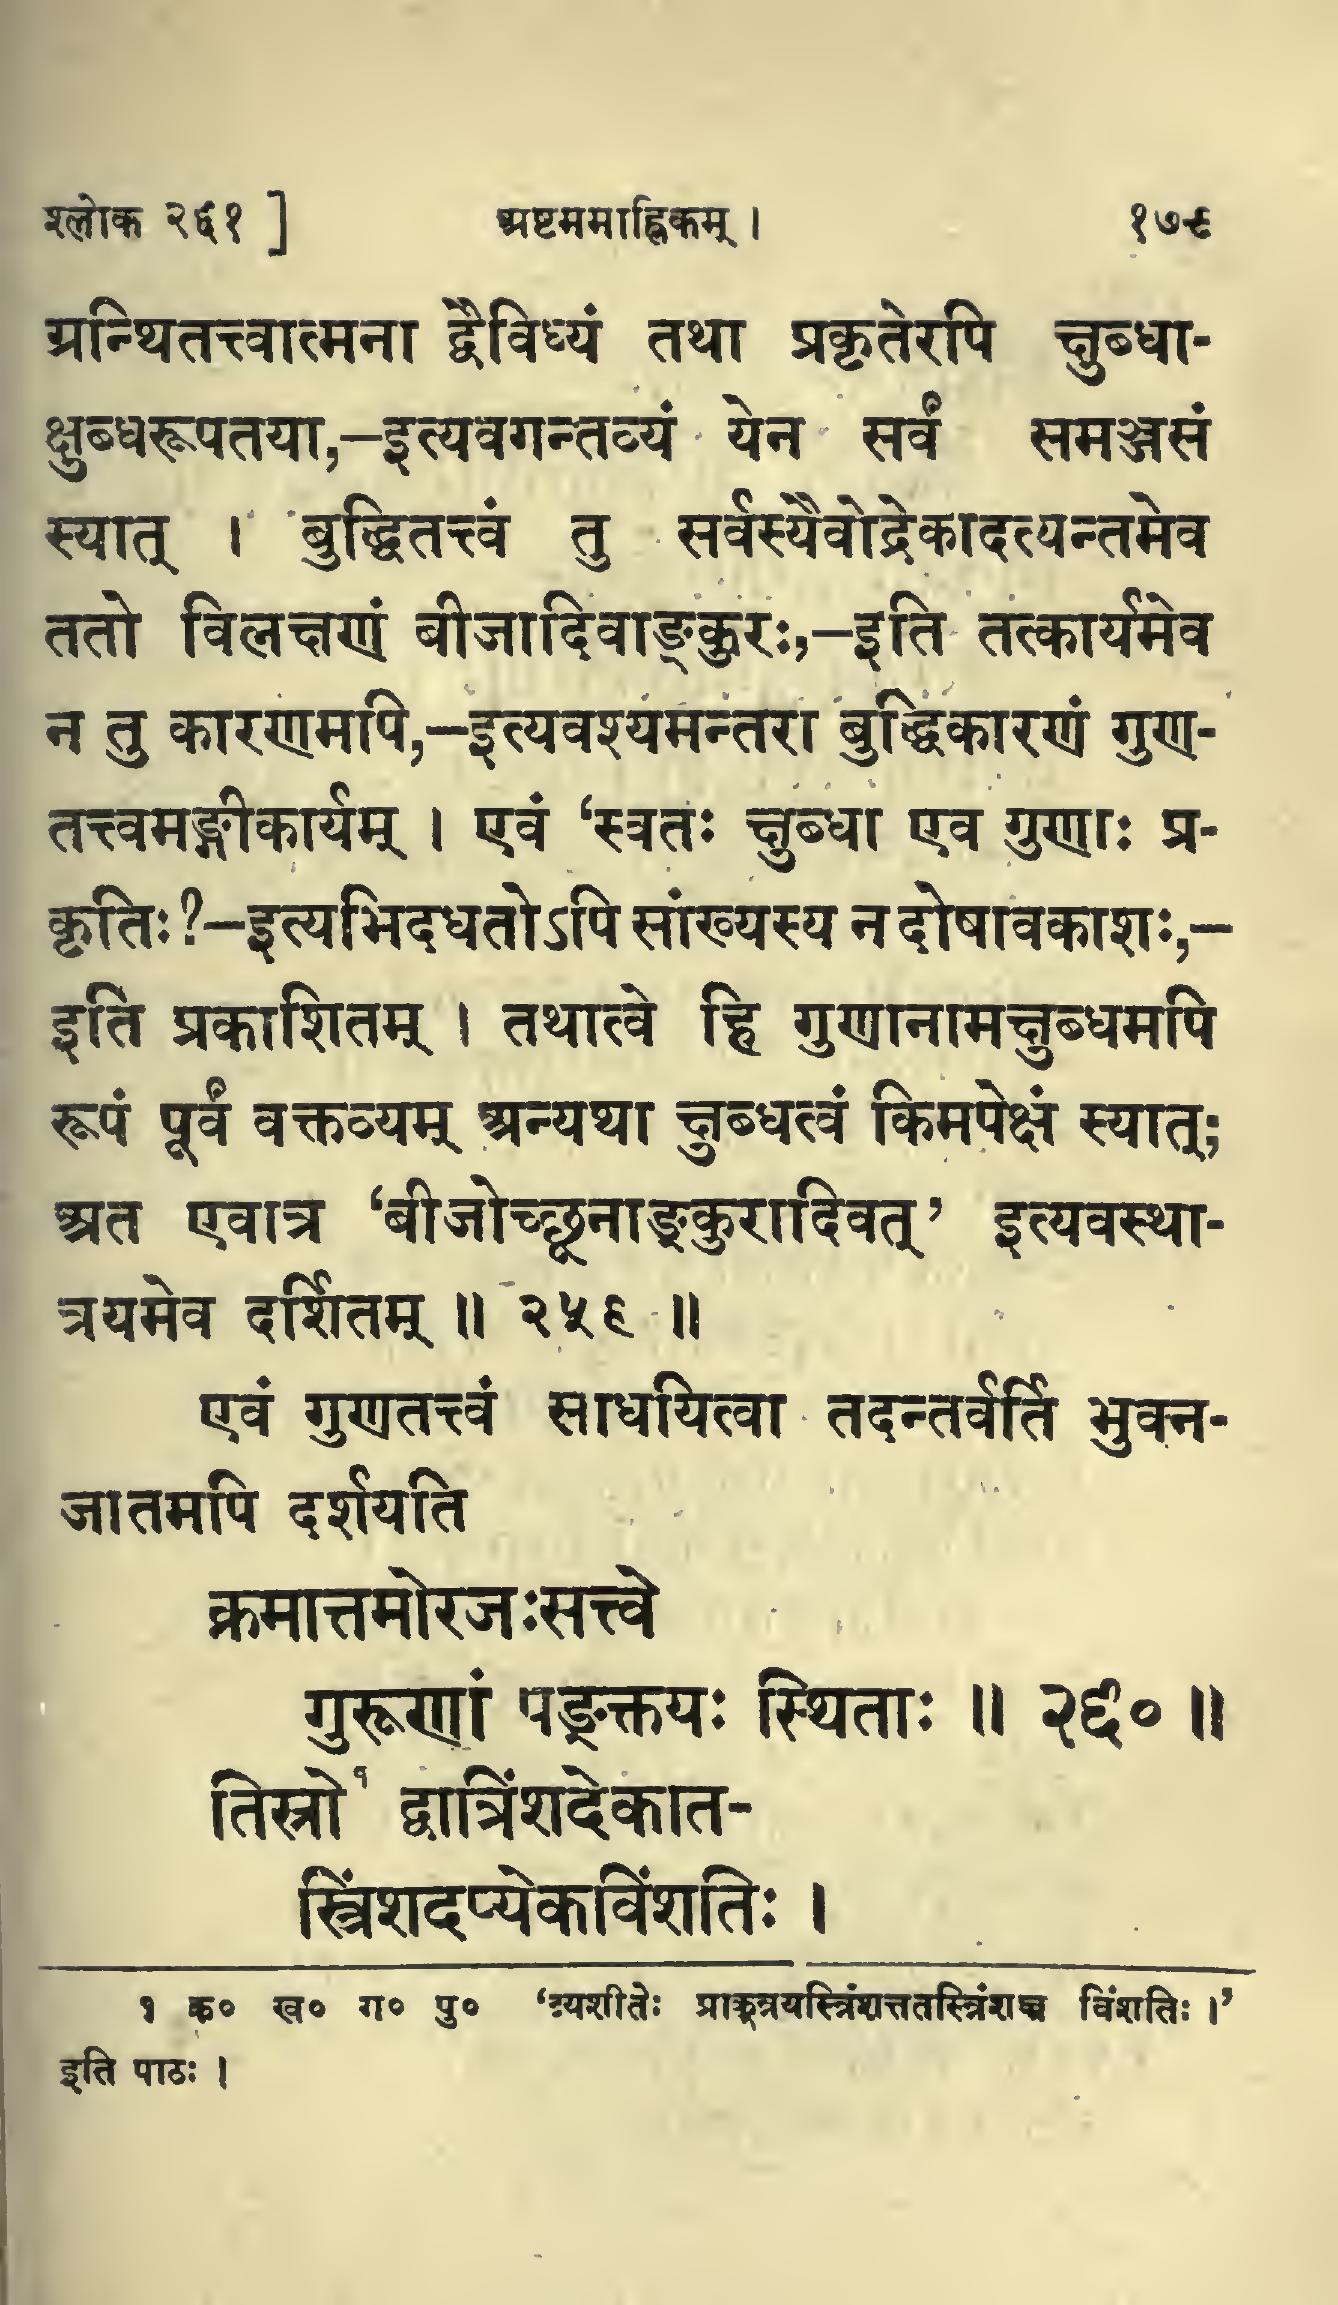 श्लोक २६१ ] अष्टममाह्निकम् । १७९
ग्रन्थितत्त्वात्मना द्वैविध्यं तथा प्रकृतेरपि क्षुब्धा-
क्षुब्धरूपतया,—इत्यवगन्तव्यं येन सर्वं समञ्जसं
स्यात् । बुद्धितत्त्वं तु सर्वस्यैवोद्रेकादत्यन्तमेव
ततो विलक्षणं बीजादिवाङ्कुरः,—इति तत्कार्यमेव
न तु कारणमपि,—इत्यवश्यमन्तरा बुद्धिकारणं गुण-
तत्त्वमङ्गीकार्यम् । एवं ‘स्वतः क्षुब्धा एव गुणाः प्र-
कृतिः?—इत्यभिदधतोऽपि सांख्यस्य न दोषावकाशः,—
इति प्रकाशितम् । तथात्वे हि गुणानामक्षुब्धमपि
रूपं पूर्वं वक्तव्यम् अन्यथा क्षुब्धत्वं किमपेक्षं स्यात्;
अत एवात्र ‘बीजोच्छूनाङ्कुरादिवत्’ इत्यवस्था-
त्रयमेव दर्शितम् ॥ २५९ ॥
एवं गुणतत्त्वं साधयित्वा तदन्तर्वर्ति भुवन-
जातमपि दर्शयति
क्रमात्तमोरजःसत्त्वे
गुरूणां पङ्क्तयः स्थिताः ॥ २६० ॥
तिस्रो१ द्वात्रिंशदेकात-
स्त्रिंशदप्येकविंशतिः ।
१ क० ख० ग० पु० ‘त्र्यशीतेः प्राक्त्रयस्त्रिंशत्ततस्त्रिंशच्च विंशतिः ।’
इति पाठः ।